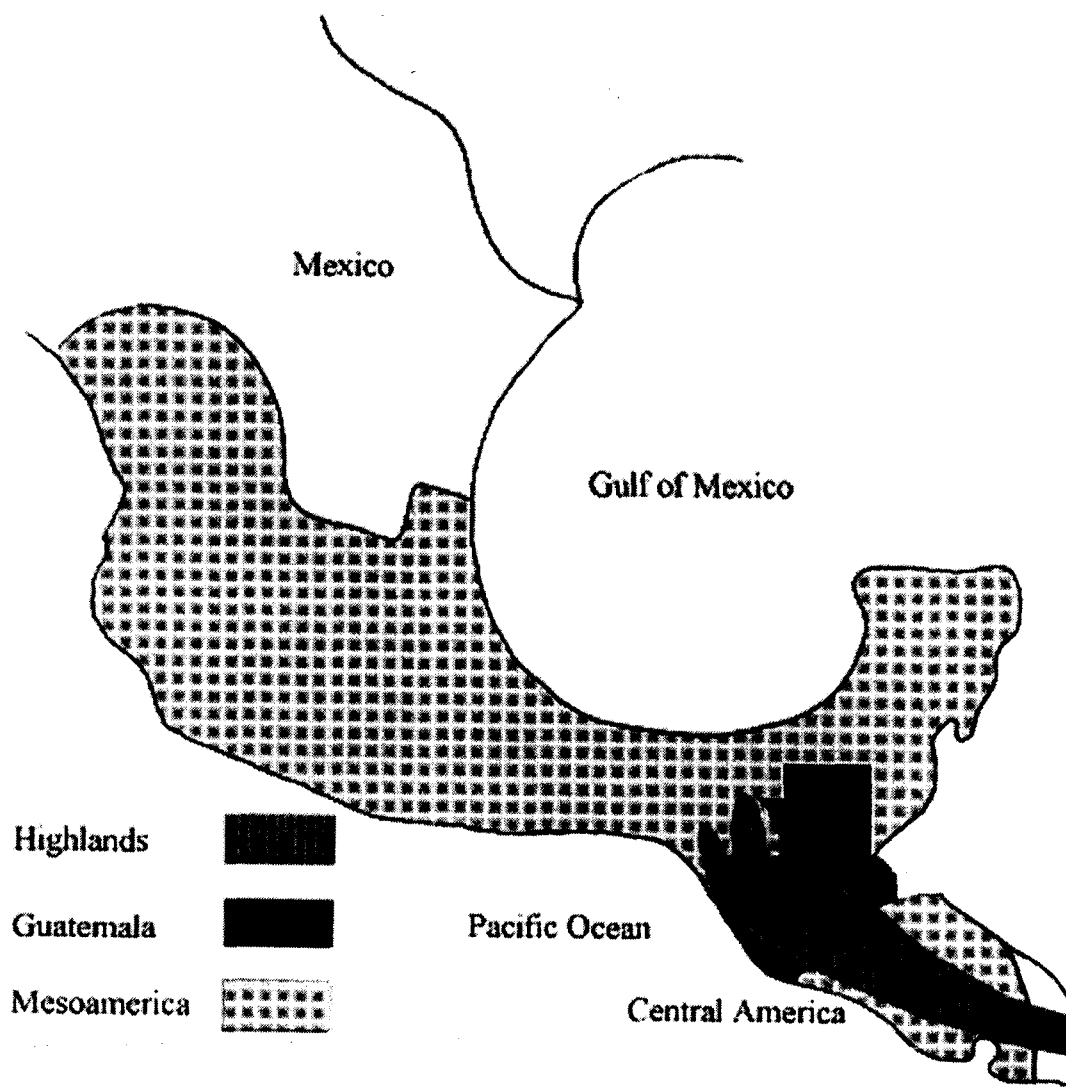 Mexico
Gulf of Mexico
Highlands
Guatemala
Pacific Ocean
Mesoamerica
Central America